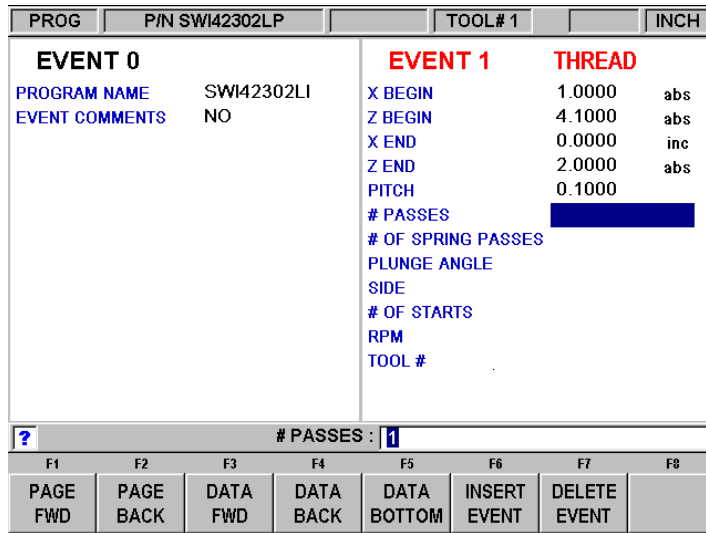 PROG P/N SWI42302LP TOOL# 1 INCH
EVENT 0
PROGRAM NAME SWI42302LI
EVENT COMMENTS NO
EVENT 1 THREAD
X BEGIN 1.0000 abs
Z BEGIN 4.1000 abs
X END 0.0000 inc
Z END 2.0000 abs
PITCH 0.1000
# PASSES
# OF SPRING PASSES
PLUNGE ANGLE
SIDE
# OF STARTS
RPM
TOOL #
? # PASSES : 1
F1 F2 F3 F4 F5 F6 F7 F8
PAGE FWD
PAGE BACK
DATA FWD
DATA BACK
DATA BOTTOM
INSERT EVENT
DELETE EVENT